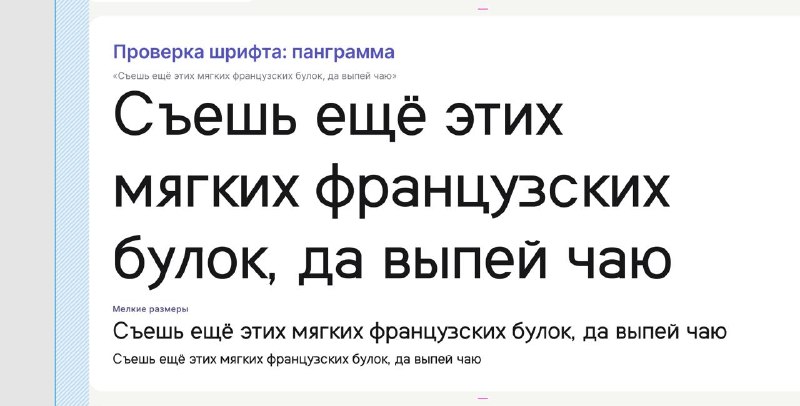 Проверка шрифта: панграмма
«Съешь ещё этих мягких французских булок, да выпей чаю»
Съешь ещё этих
мягких французских
булок, да выпей чаю
Мелкие размеры
Съешь ещё этих мягких французских булок, да выпей чаю
Съешь ещё этих мягких французских булок, да выпей чаю